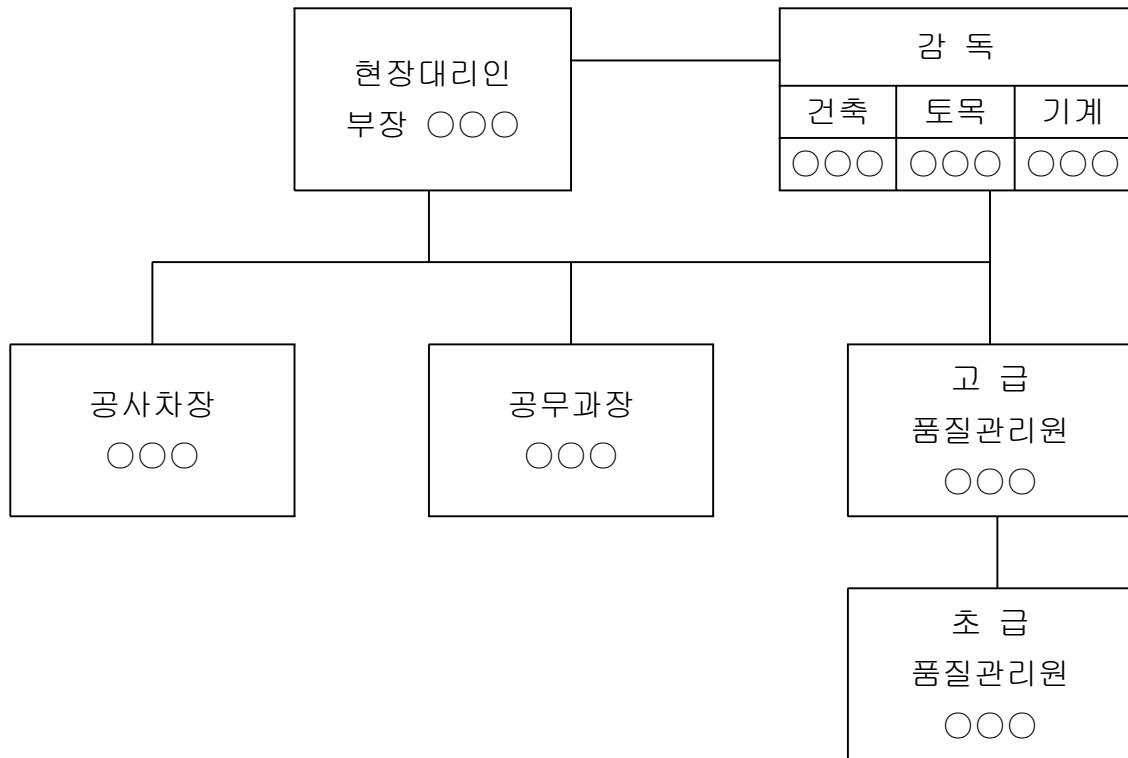 현장대리인
부장 ○○○
감 독
건축 토목 기계
○○○ ○○○ ○○○
공사차장
○○○
공무과장
○○○
고 급
품질관리원
○○○
초 급
품질관리원
○○○